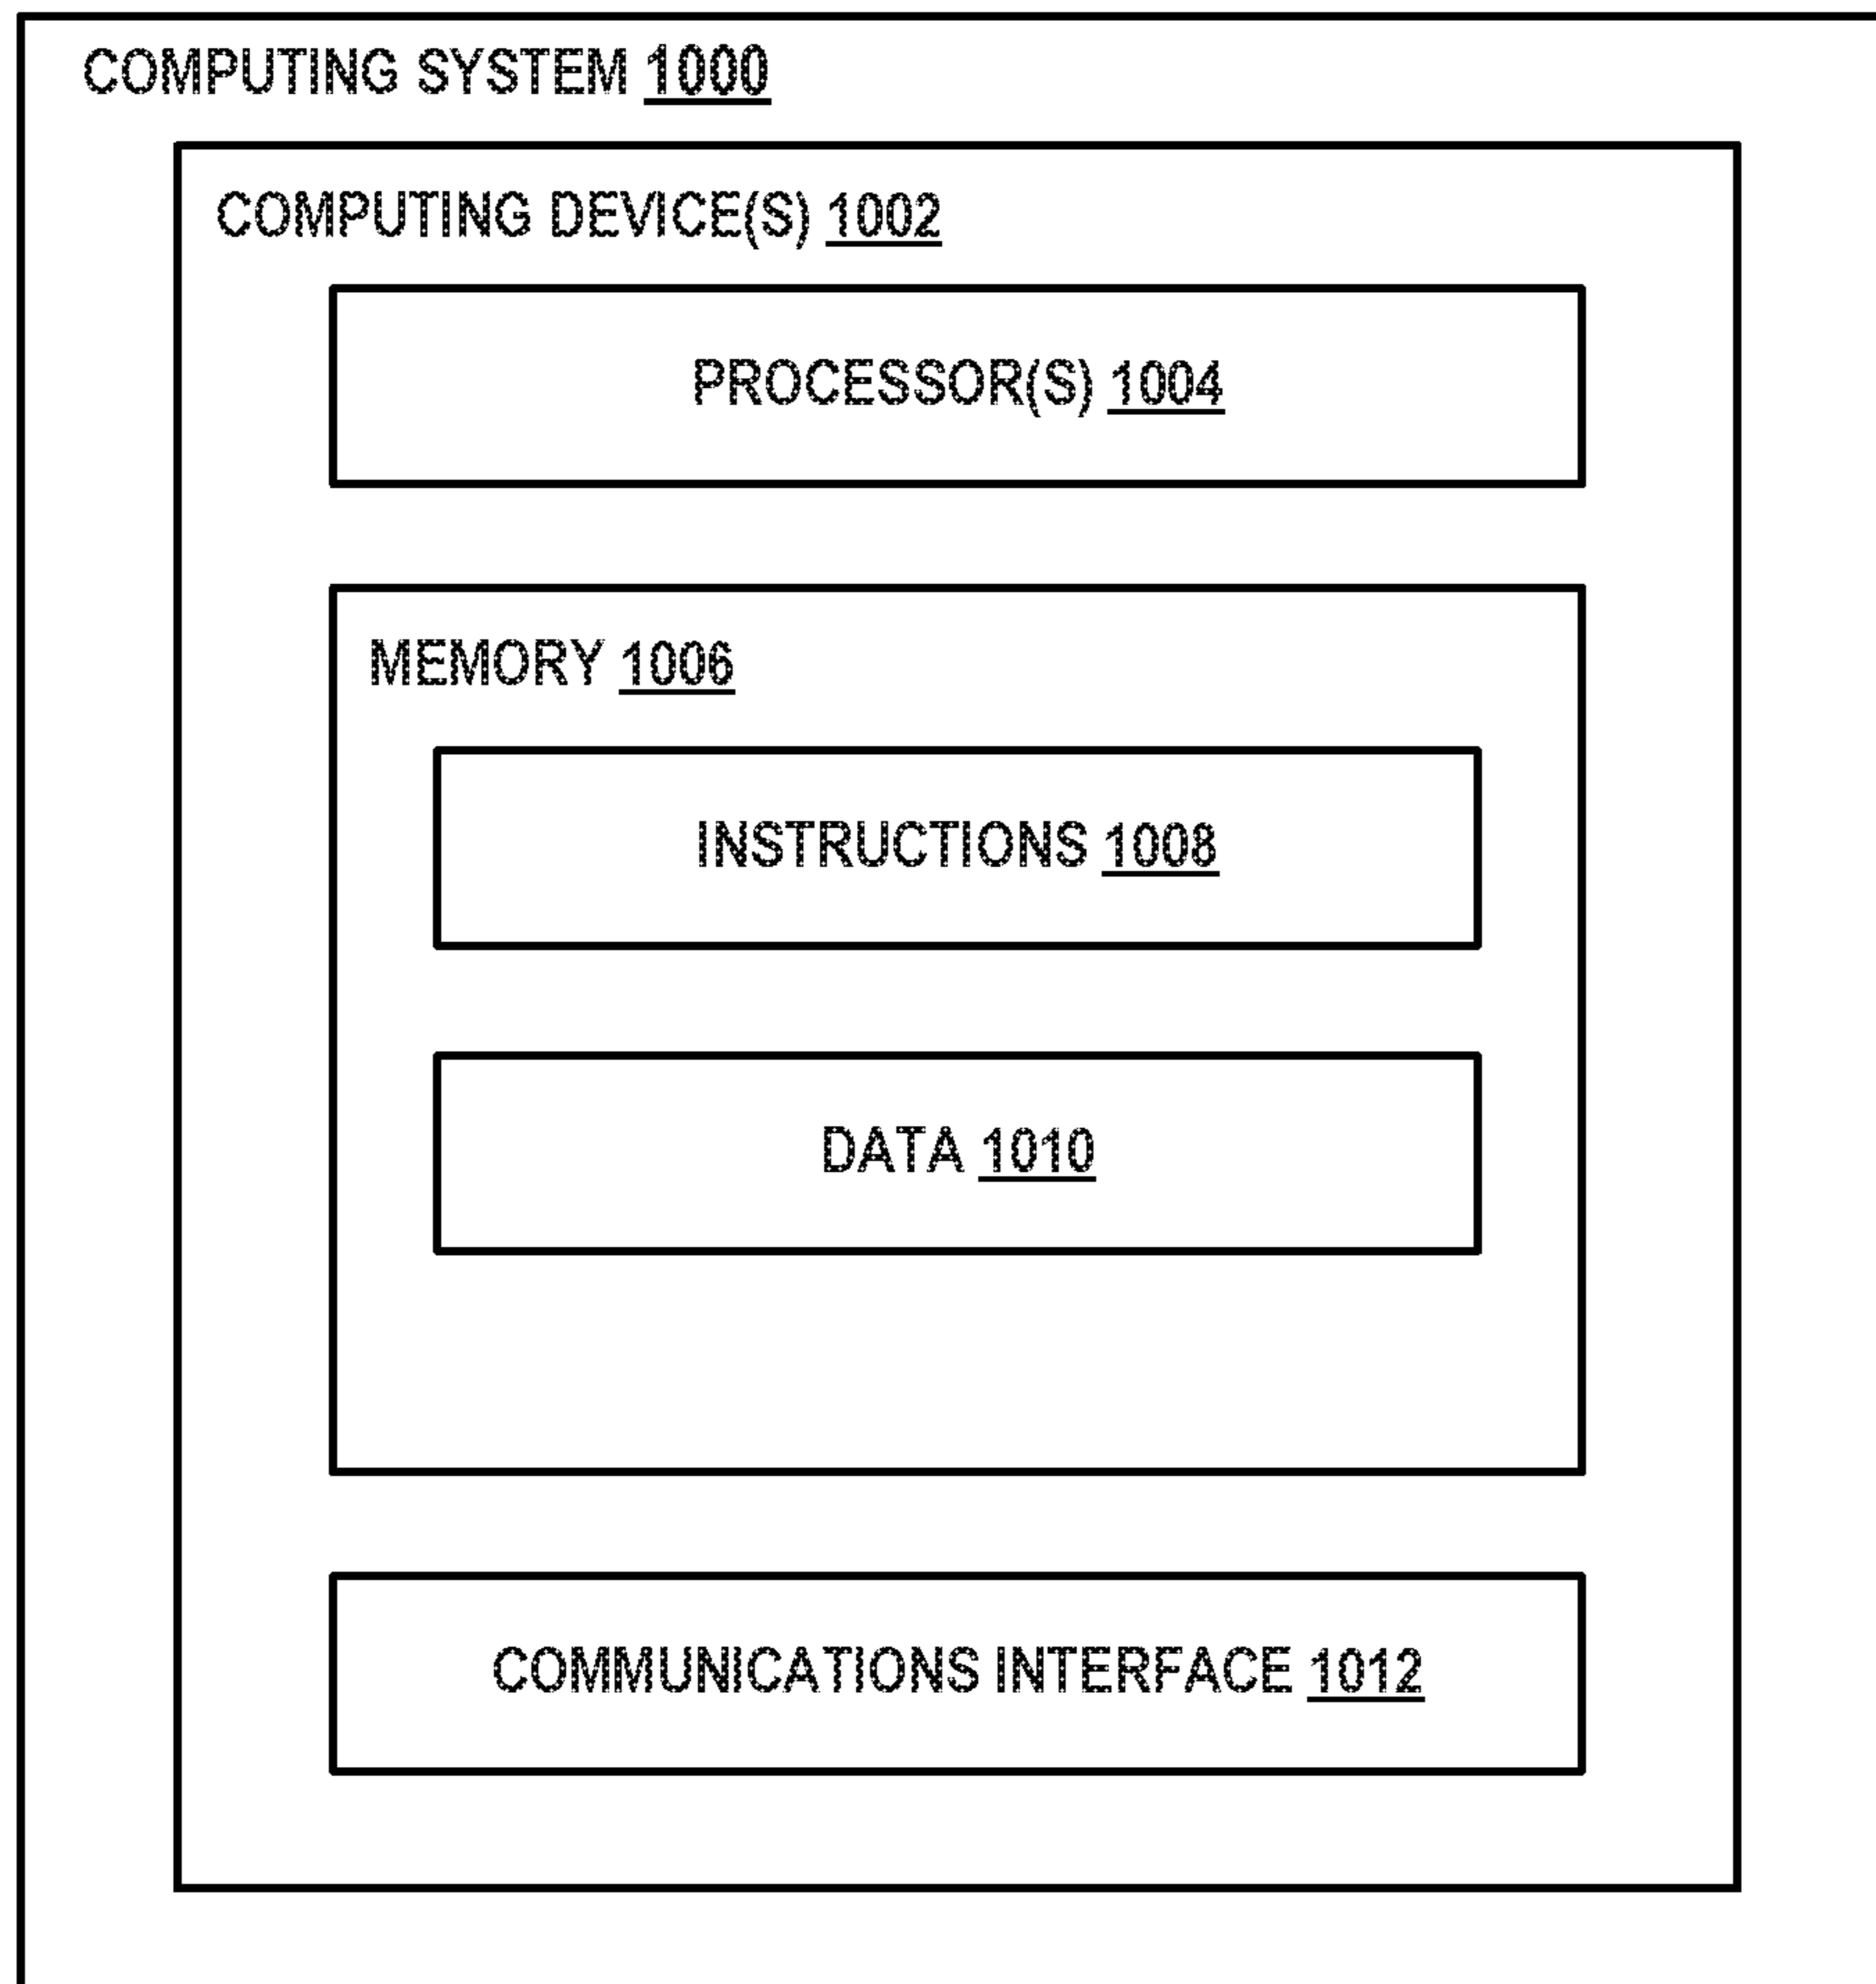 COMPUTING SYSTEM 1000
COMPUTING DEVICE(S) 1002
PROCESSOR(S) 1004
MEMORY 1006
INSTRUCTIONS 1008
DATA 1010
COMMUNICATIONS INTERFACE 1012